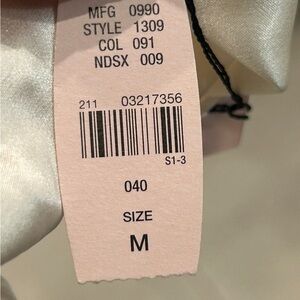 MFG 0990
STYLE 1309
COL 091
NDSX 009
211 03217356
S1-3
040
SIZE
M